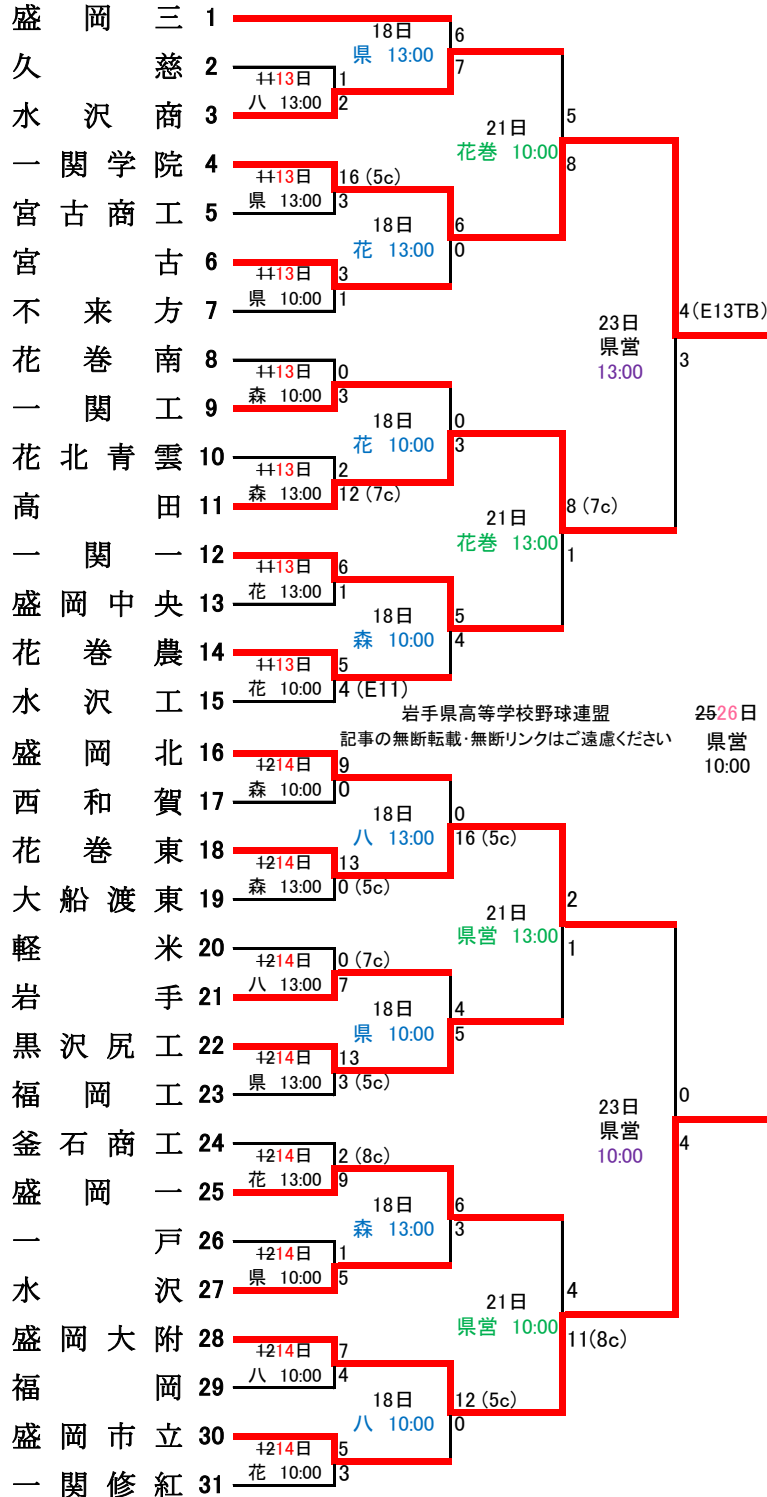 盛岡三 1
18日 6
県 13:00 7
久慈 2
1113日 1
八 13:00 2
水沢商 3
5
21日
花巻 10:00
8
一関学院 4
1113日 16 (5c)
県 13:00 3
宮古商工 5
18日 6
花 13:00 0
宮古 6
1113日 3
県 10:00 1
不来方 7
4(E13TB)
23日
県営
13:00
3
花巻南 8
1113日 0
森 10:00 3
一関工 9
18日 0
花 10:00 3
花北青雲 10
1113日 2
森 13:00 12 (7c)
高田 11
8 (7c)
21日
花巻 13:00
1
一関一 12
1113日 6
花 13:00 1
盛岡中央 13
18日 5
森 10:00 4
花巻農 14
1113日 5
花 10:00 4 (E11)
水沢工 15
岩手県高等学校野球連盟
記事の無断転載・無断リンクはご遠慮ください
2526日
県営
10:00
盛岡北 16
1214日 9
森 10:00 0
西和賀 17
18日 0
八 13:00 16 (5c)
花巻東 18
1214日 13
森 13:00 0 (5c)
大船渡東 19
2
21日
県営 13:00
1
軽米 20
1214日 0 (7c)
八 13:00 7
岩手 21
18日 4
県 10:00 5
黒沢尻工 22
1214日 13
県 13:00 3 (5c)
福岡工 23
0
23日
県営
10:00
4
釜石商工 24
1214日 2 (8c)
花 13:00 9
盛岡一 25
18日 6
森 13:00 3
一戸 26
1214日 1
県 10:00 5
水沢 27
4
21日
県営 10:00
11(8c)
盛岡大附 28
1214日 7
八 10:00 4
福岡 29
18日 12 (5c)
八 10:00 0
盛岡市立 30
1214日 5
花 10:00 3
一関修紅 31